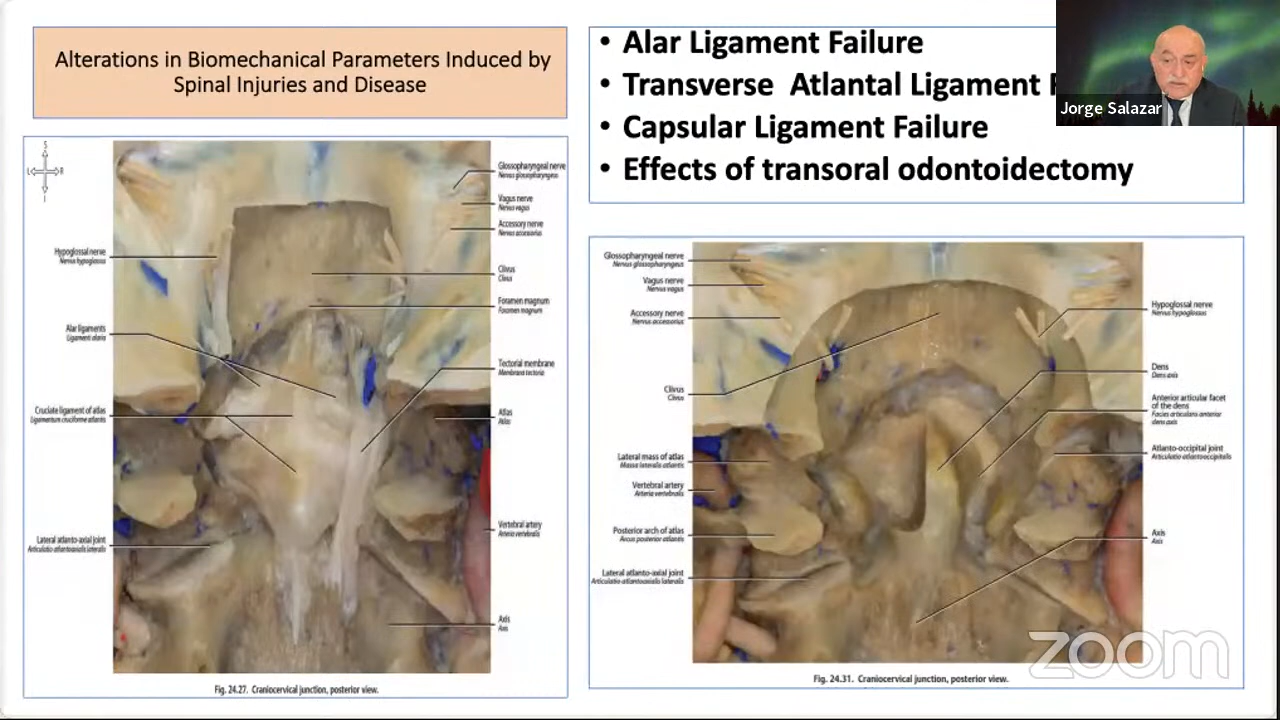 Alterations in Biomechanical Parameters Induced by
Spinal Injuries and Disease
• Alar Ligament Failure
• Transverse Atlantal Ligament
• Capsular Ligament Failure
• Effects of transoral odontoidectomy
Jorge Salazar
S
L R
I
Hypoglossal nerve
Nervus hypoglossus
Alar ligaments
Ligamenti alaria
Cruciate ligament of atlas
Ligamentum cruciforme atlantis
Lateral atlanto-axial joint
Articulatio atlantoaxialis lateralis
Glossopharyngeal nerve
Nervus glossopharyngeus
Vagus nerve
Nervus vagus
Accessory nerve
Nervus accessorius
Clivus
Clivus
Foramen magnum
Foramen magnum
Tectorial membrane
Membrana tectoria
Atlas
Atlas
Vertebral artery
Arteria vertebralis
Axis
Axis
Fig. 24.27. Craniocervical junction, posterior view.
Glossopharyngeal nerve
Nervus glossopharyngeus
Vagus nerve
Nervus vagus
Accessory nerve
Nervus accessorius
Clivus
Clivus
Lateral mass of atlas
Massa lateralis atlantis
Vertebral artery
Arteria vertebralis
Posterior arch of atlas
Arcus posterior atlantis
Lateral atlanto-axial joint
Articulatio atlantoaxialis lateralis
Hypoglossal nerve
Nervus hypoglossus
Dens
Dens axis
Anterior articular facet
of the dens
Facies articularis anterior
dens axis
Atlanto-occipital joint
Articulatio atlantooccipitalis
Axis
Axis
Fig. 24.31. Craniocervical junction, posterior view.
zoom